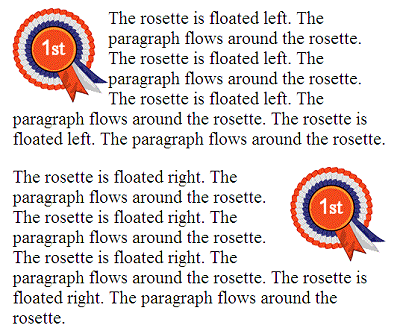 1st
The rosette is floated left. The
paragraph flows around the rosette.
The rosette is floated left. The
paragraph flows around the rosette.
The rosette is floated left. The
paragraph flows around the rosette. The rosette is
floated left. The paragraph flows around the rosette.
The rosette is floated right. The
paragraph flows around the rosette.
The rosette is floated right. The
paragraph flows around the rosette.
The rosette is floated right. The
paragraph flows around the rosette. The rosette is
floated right. The paragraph flows around the
rosette.
1st